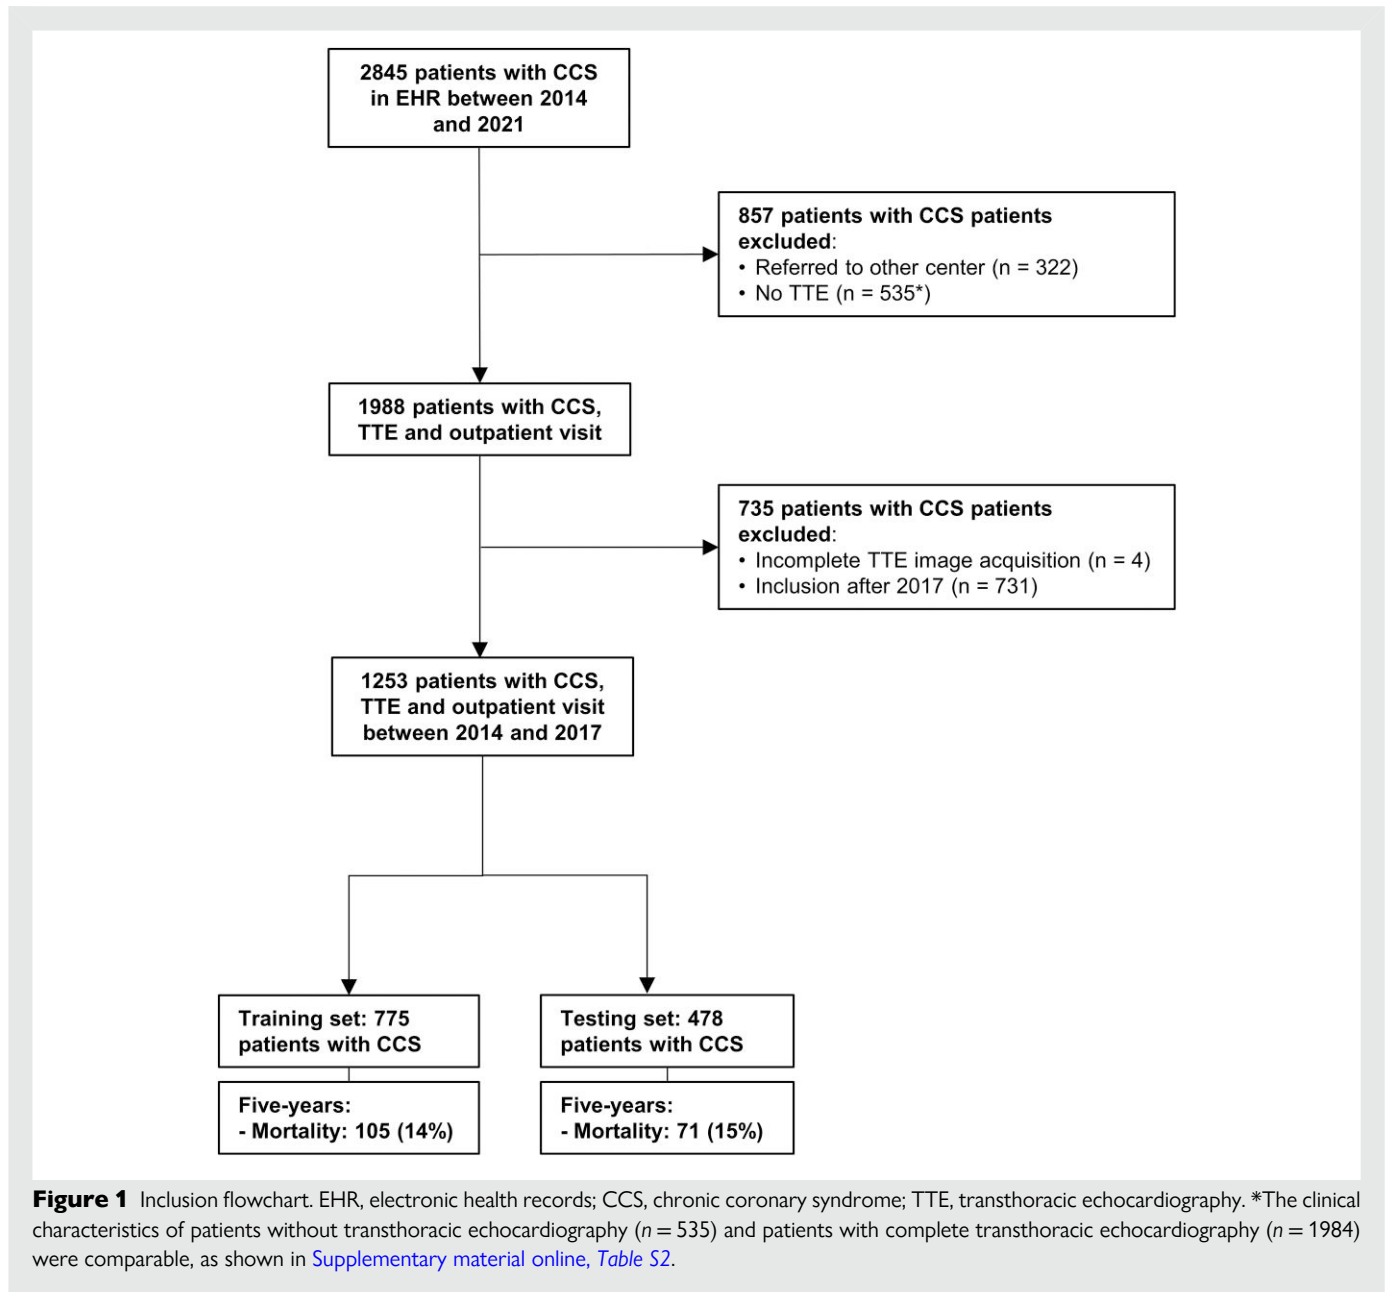 2845 patients with CCS
in EHR between 2014
and 2021
857 patients with CCS patients
excluded:
• Referred to other center (n = 322)
• No TTE (n = 535*)
1988 patients with CCS,
TTE and outpatient visit
735 patients with CCS patients
excluded:
• Incomplete TTE image acquisition (n = 4)
• Inclusion after 2017 (n = 731)
1253 patients with CCS,
TTE and outpatient visit
between 2014 and 2017
Training set: 775
patients with CCS
Testing set: 478
patients with CCS
Five-years:
- Mortality: 105 (14%)
Five-years:
- Mortality: 71 (15%)
Figure 1 Inclusion flowchart. EHR, electronic health records; CCS, chronic coronary syndrome; TTE, transthoracic echocardiography. *The clinical
characteristics of patients without transthoracic echocardiography (n = 535) and patients with complete transthoracic echocardiography (n = 1984)
were comparable, as shown in Supplementary material online, Table S2.